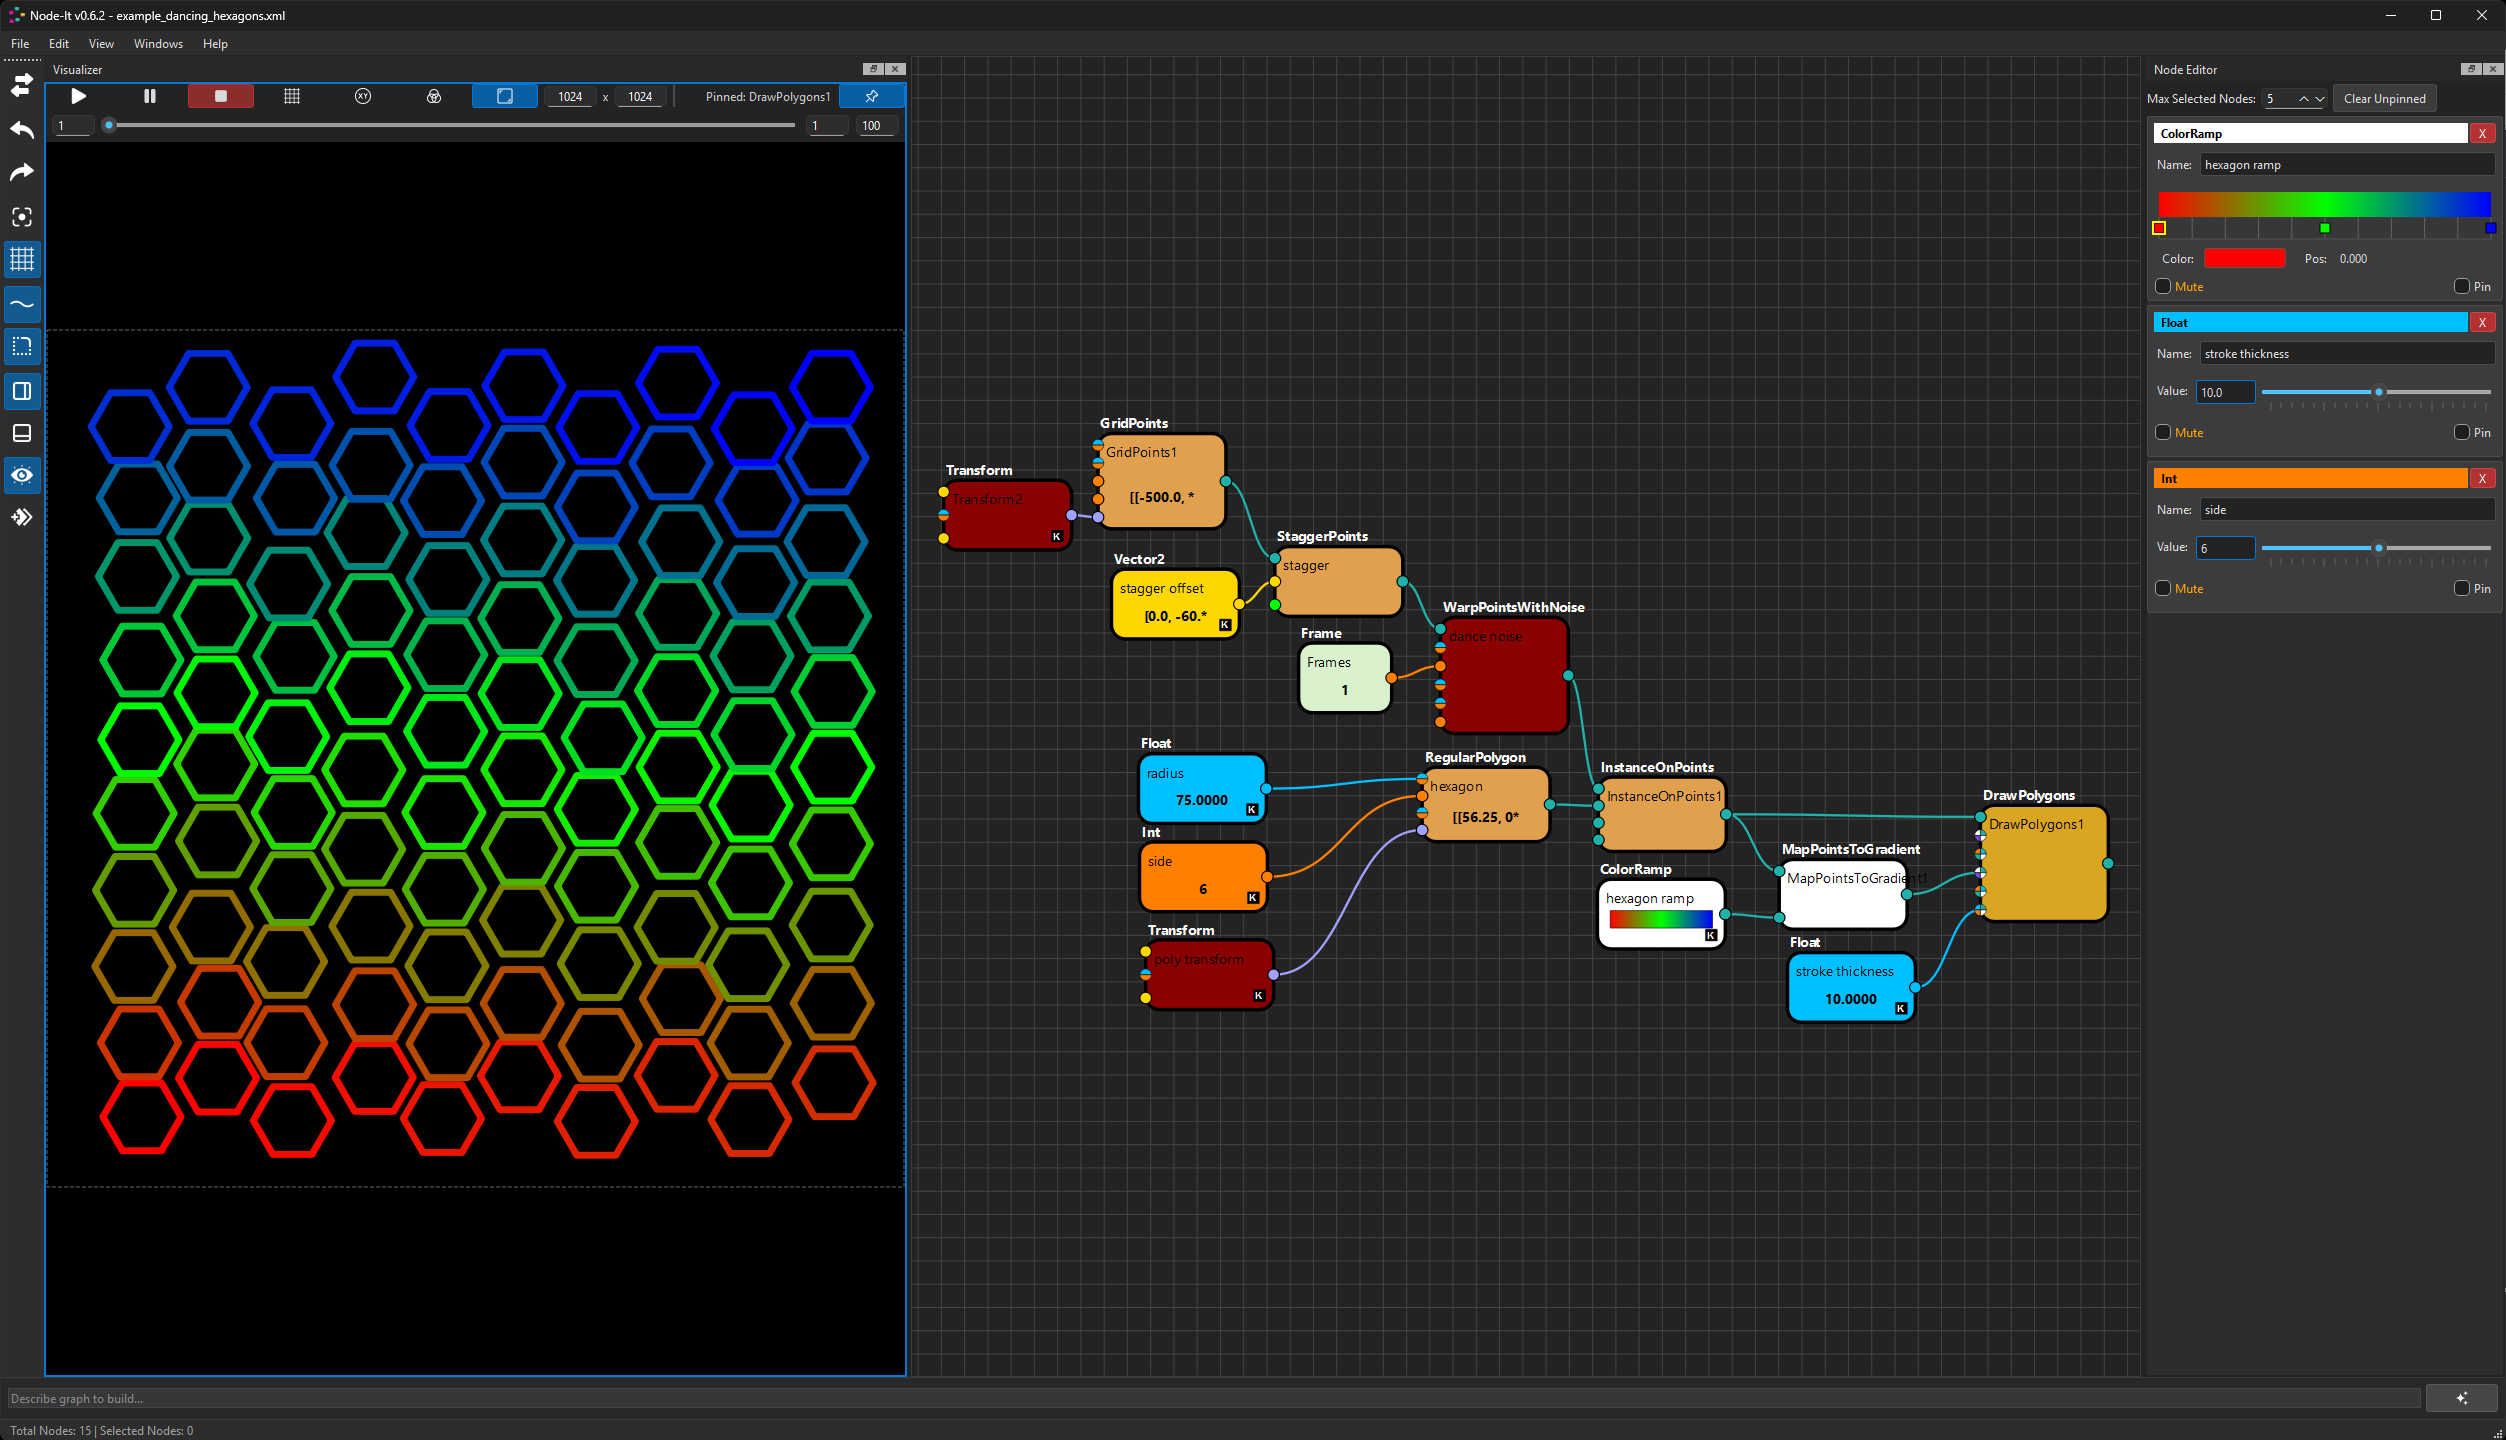 Node-It v0.6.2 - example_dancing_hexagons.xml
File Edit View Windows Help
Visualizer
XY 1024 x 1024 Pinned: DrawPolygons1
1 1 100
GridPoints
GridPoints1
[[-500.0, *
Transform
Transform2
K
StaggerPoints
stagger
Vector2
stagger offset
[0.0, -60.*
K
WarpPointsWithNoise
dance noise
Frame
Frames
1
Float
radius
75.0000
K
RegularPolygon
hexagon
[[56.25, 0*
InstanceOnPoints
InstanceOnPoints1
Int
side
6
K
DrawPolygons
DrawPolygons1
MapPointsToGradient
MapPointsToGradient1
ColorRamp
hexagon ramp
K
Transform
poly transform
K
Float
stroke thickness
10.0000
K
Node Editor
Max Selected Nodes: 5 Clear Unpinned
ColorRamp X
Name: hexagon ramp
Color: Pos: 0.000
Mute Pin
Float X
Name: stroke thickness
Value: 10.0
Mute Pin
Int X
Name: side
Value: 6
Mute Pin
Describe graph to build...
Total Nodes: 15 | Selected Nodes: 0